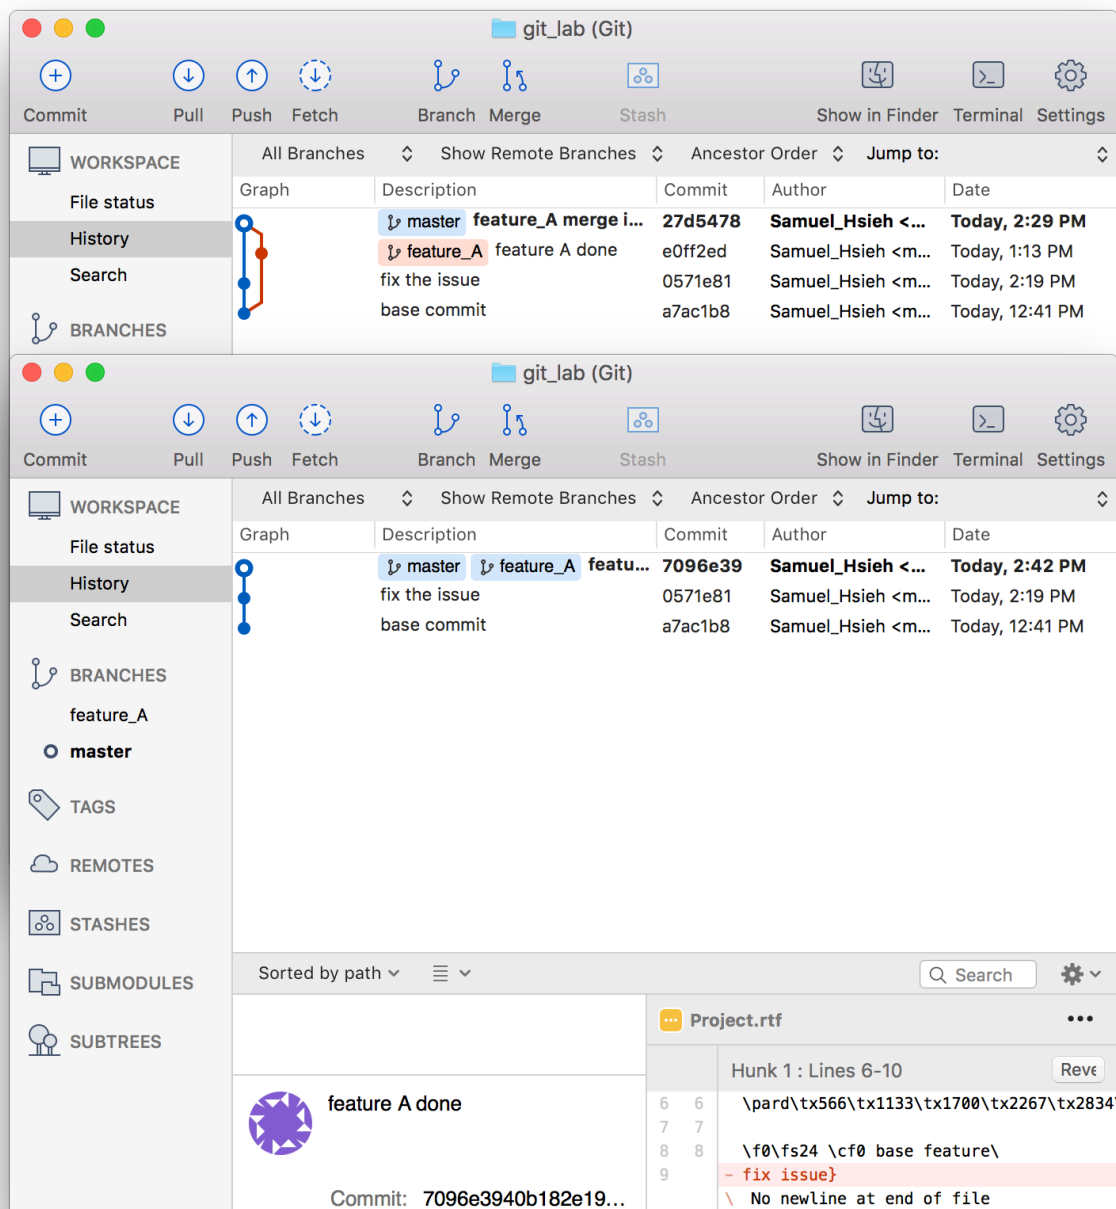 git_lab (Git)
Commit Pull Push Fetch Branch Merge Stash Show in Finder Terminal Settings
WORKSPACE
File status
History
Search
BRANCHES
All Branches Show Remote Branches Ancestor Order Jump to:
Graph Description Commit Author Date
master feature_A merge i... 27d5478 Samuel_Hsieh <... Today, 2:29 PM
feature_A feature A done e0ff2ed Samuel_Hsieh <m... Today, 1:13 PM
fix the issue 0571e81 Samuel_Hsieh <m... Today, 2:19 PM
base commit a7ac1b8 Samuel_Hsieh <m... Today, 12:41 PM
git_lab (Git)
Commit Pull Push Fetch Branch Merge Stash Show in Finder Terminal Settings
WORKSPACE
File status
History
Search
BRANCHES
feature_A
master
TAGS
REMOTES
STASHES
SUBMODULES
SUBTREES
All Branches Show Remote Branches Ancestor Order Jump to:
Graph Description Commit Author Date
master feature_A featu... 7096e39 Samuel_Hsieh <... Today, 2:42 PM
fix the issue 0571e81 Samuel_Hsieh <m... Today, 2:19 PM
base commit a7ac1b8 Samuel_Hsieh <m... Today, 12:41 PM
Sorted by path Search
feature A done
Commit: 7096e3940b182e19...
Project.rtf
Hunk 1 : Lines 6-10 Reve
6 6 \pard\tx566\tx1133\tx1700\tx2267\tx2834\
7 7
8 8 \f0\fs24 \cf0 base feature\
9 - fix issue}
\ No newline at end of file